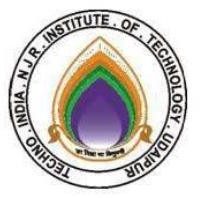 TECHNO . INDIA . N.J.R . INSTITUTE . OF . TECHNOLOGY . UDAIPUR